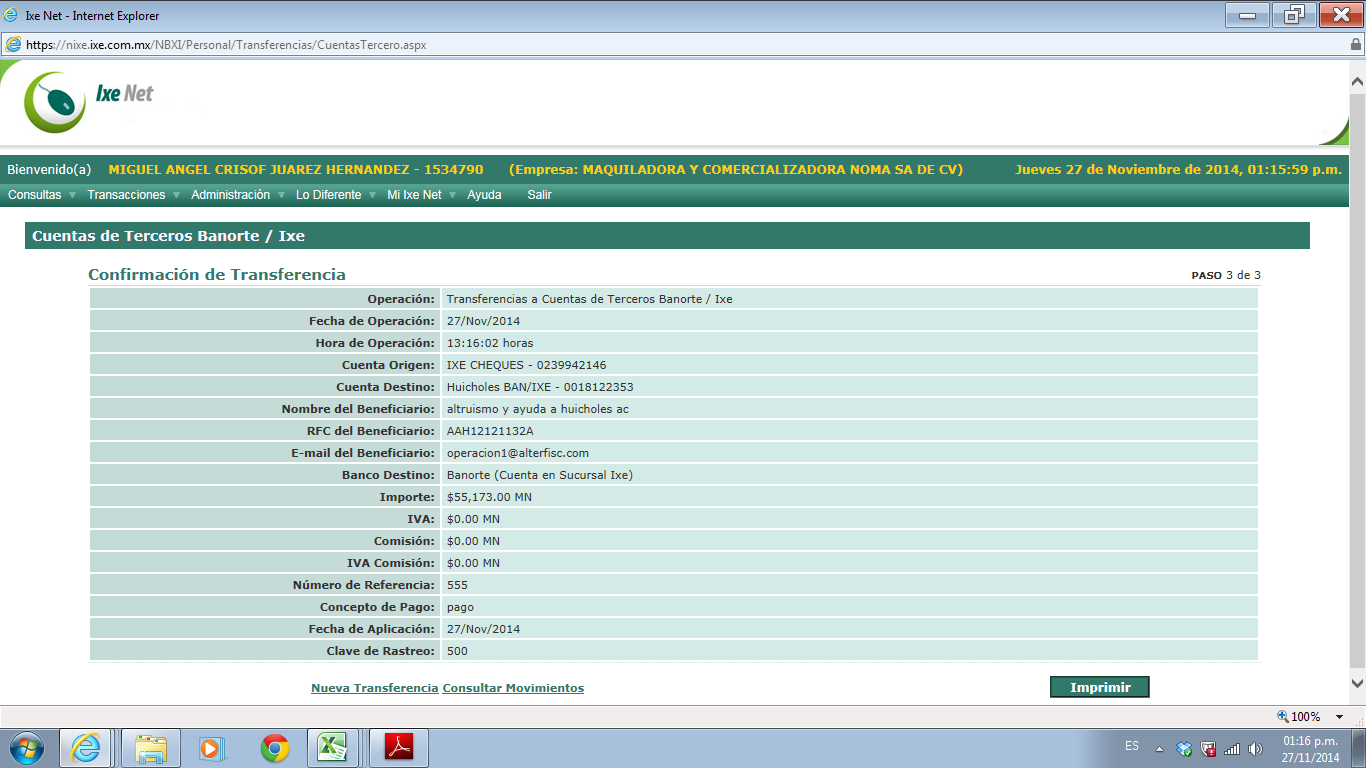 Ixe Net - Internet Explorer
https://nixe.ixe.com.mx/NBXI/Personal/Transferencias/CuentasTercero.aspx
Ixe Net
Bienvenido(a) MIGUEL ANGEL CRISOF JUAREZ HERNANDEZ - 1534790 (Empresa: MAQUILADORA Y COMERCIALIZADORA NOMA SA DE CV) Jueves 27 de Noviembre de 2014, 01:15:59 p.m.
Consultas Transacciones Administración Lo Diferente Mi Ixe Net Ayuda Salir
Cuentas de Terceros Banorte / Ixe
Confirmación de Transferencia PASO 3 de 3
Operación: Transferencias a Cuentas de Terceros Banorte / Ixe
Fecha de Operación: 27/Nov/2014
Hora de Operación: 13:16:02 horas
Cuenta Origen: IXE CHEQUES - 0239942146
Cuenta Destino: Huicholes BAN/IXE - 0018122353
Nombre del Beneficiario: altruismo y ayuda a huicholes ac
RFC del Beneficiario: AAH12121132A
E-mail del Beneficiario: operacion1@alterfisc.com
Banco Destino: Banorte (Cuenta en Sucursal Ixe)
Importe: $55,173.00 MN
IVA: $0.00 MN
Comisión: $0.00 MN
IVA Comisión: $0.00 MN
Número de Referencia: 555
Concepto de Pago: pago
Fecha de Aplicación: 27/Nov/2014
Clave de Rastreo: 500
Nueva Transferencia Consultar Movimientos Imprimir
100%
ES 01:16 p.m.
27/11/2014